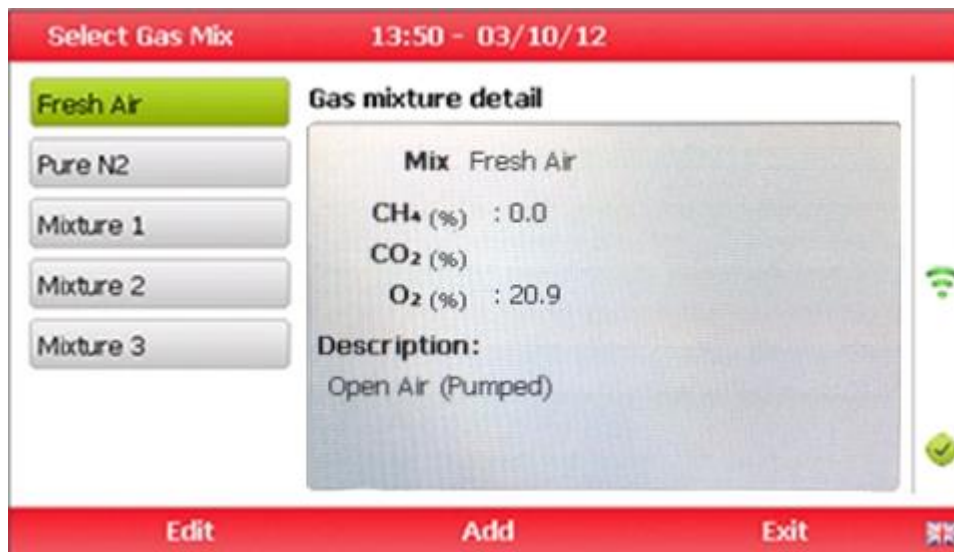 Select Gas Mix 13:50 - 03/10/12
Fresh Air
Pure N2
Mixture 1
Mixture 2
Mixture 3
Gas mixture detail
Mix Fresh Air
CH₄ (%) : 0.0
CO₂ (%)
O₂ (%) : 20.9
Description:
Open Air (Pumped)
Edit Add Exit